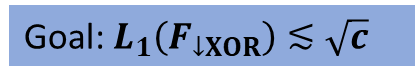 Goal: L₁(F↓XOR) ≲ √c